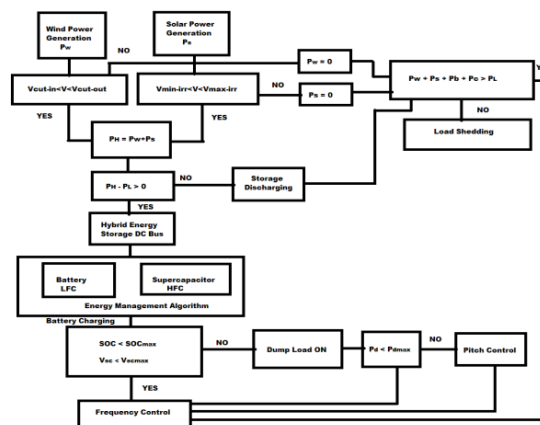 Wind Power
Generation
Pw
Solar Power
Generation
Ps
NO
Pw = 0
Vcut-in<V<Vcut-out
Vmin-irr<V<Vmax-irr
NO
Ps = 0
Pw + Ps + Pb + Pc > PL
YES
YES
NO
Load Shedding
PH = Pw+Ps
PH - PL > 0
NO
Storage
Discharging
YES
Hybrid Energy
Storage DC Bus
Battery
LFC
Supercapacitor
HFC
Energy Management Algorithm
Battery Charging
SOC < SOCmax
Vsc < Vscmax
NO
Dump Load ON
Pd < Pdmax
NO
Pitch Control
YES
Frequency Control